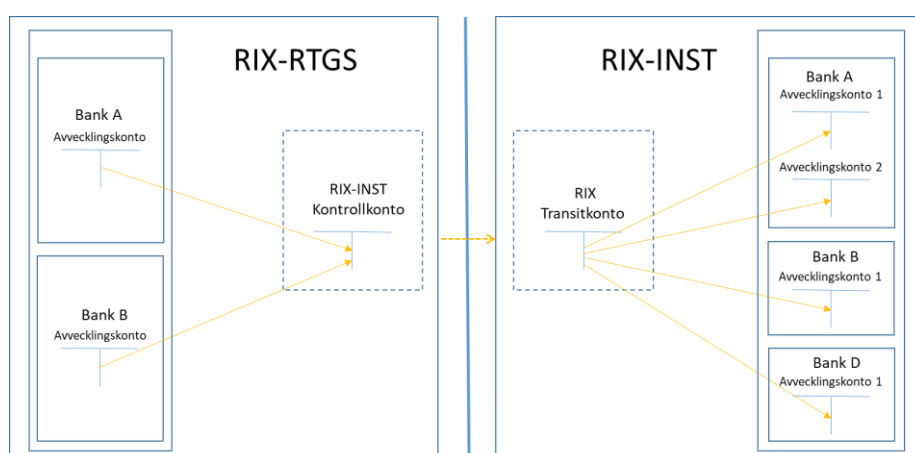 RIX-RTGS
Bank A
Avvecklingskonto
Bank B
Avvecklingskonto
RIX-INST
Kontrollkonto
RIX-INST
RIX
Transitkonto
Bank A
Avvecklingskonto 1
Avvecklingskonto 2
Bank B
Avvecklingskonto 1
Bank D
Avvecklingskonto 1